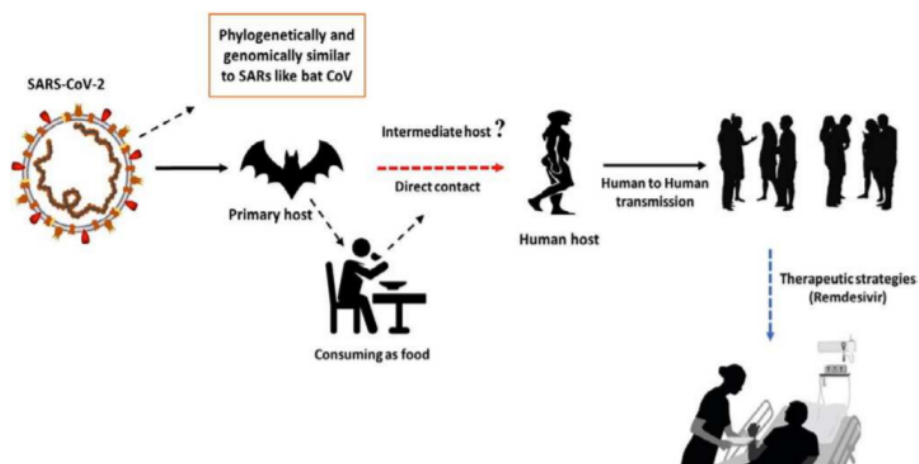 Phylogenetically and
genomically similar
to SARs like bat CoV
SARS-CoV-2
Intermediate host ?
Direct contact
Primary host
Human host
Human to Human
transmission
Consuming as food
Therapeutic strategies
(Remdesivir)